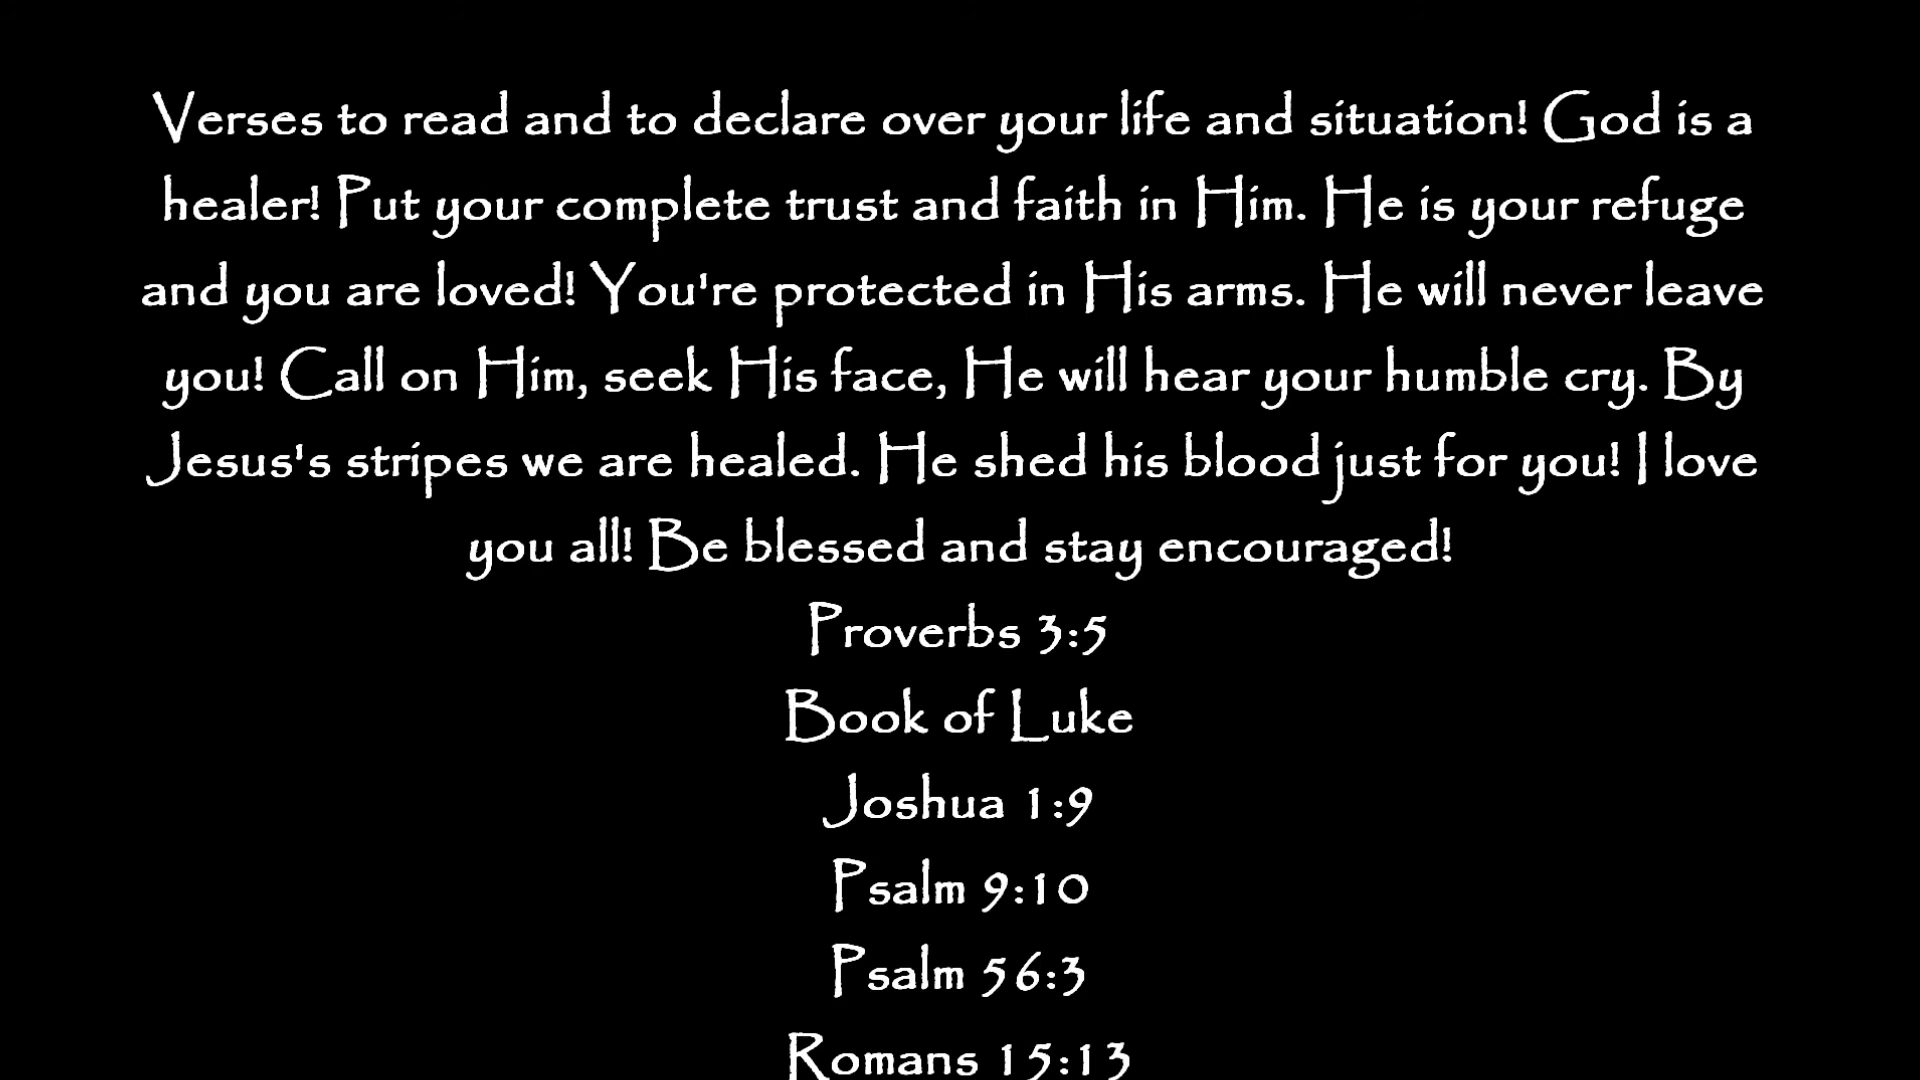 Verses to read and to declare over your life and situation! God is a
healer! Put your complete trust and faith in Him. He is your refuge
and you are loved! You're protected in His arms. He will never leave
you! Call on Him, seek His face, He will hear your humble cry. By
Jesus's stripes we are healed. He shed his blood just for you! I love
you all! Be blessed and stay encouraged!
Proverbs 3:5
Book of Luke
Joshua 1:9
Psalm 9:10
Psalm 56:3
Romans 15:13